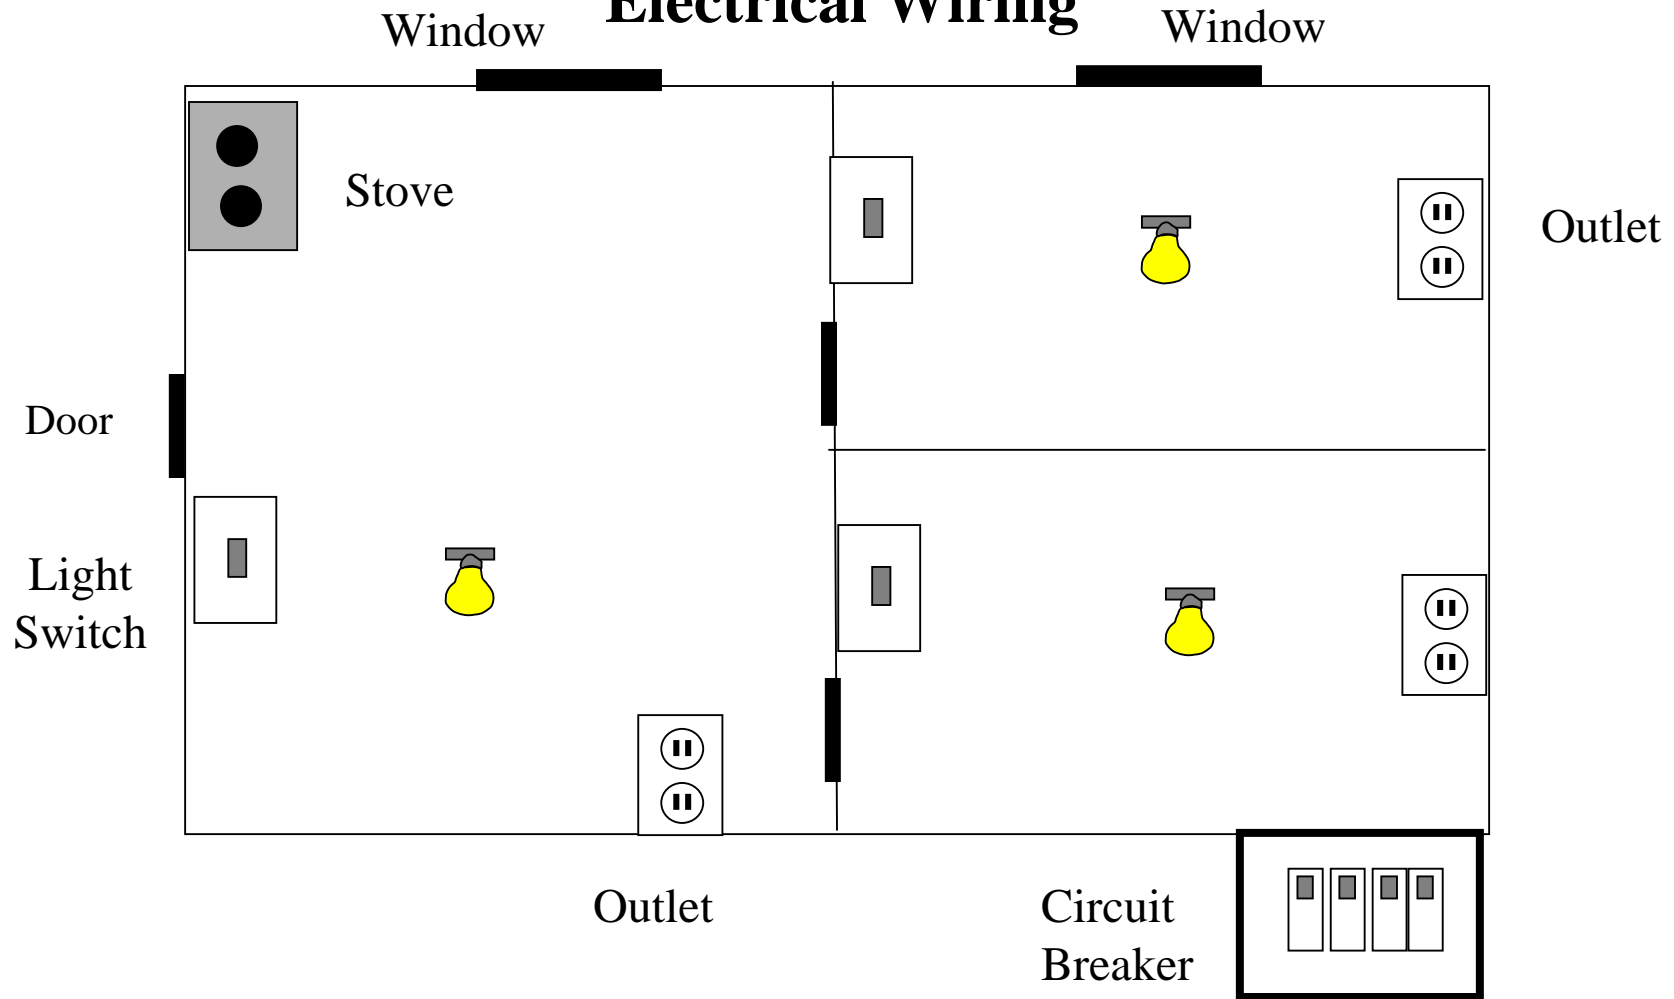 Electrical Wiring
Window
Window
Stove
Outlet
Door
Light
Switch
Outlet
Circuit
Breaker